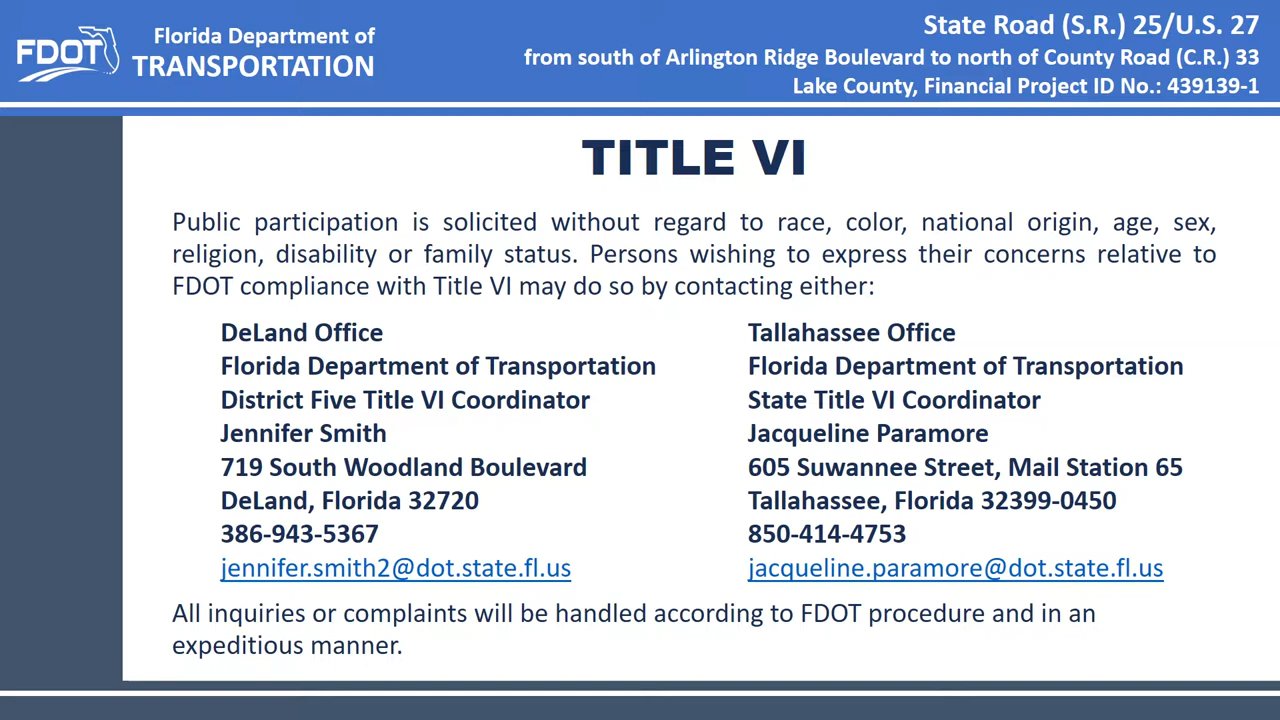 FDOT
Florida Department of
TRANSPORTATION
State Road (S.R.) 25/U.S. 27
from south of Arlington Ridge Boulevard to north of County Road (C.R.) 33
Lake County, Financial Project ID No.: 439139-1
TITLE VI
Public participation is solicited without regard to race, color, national origin, age, sex,
religion, disability or family status. Persons wishing to express their concerns relative to
FDOT compliance with Title VI may do so by contacting either:
DeLand Office
Florida Department of Transportation
District Five Title VI Coordinator
Jennifer Smith
719 South Woodland Boulevard
DeLand, Florida 32720
386-943-5367
jennifer.smith2@dot.state.fl.us
Tallahassee Office
Florida Department of Transportation
State Title VI Coordinator
Jacqueline Paramore
605 Suwannee Street, Mail Station 65
Tallahassee, Florida 32399-0450
850-414-4753
jacqueline.paramore@dot.state.fl.us
All inquiries or complaints will be handled according to FDOT procedure and in an
expeditious manner.